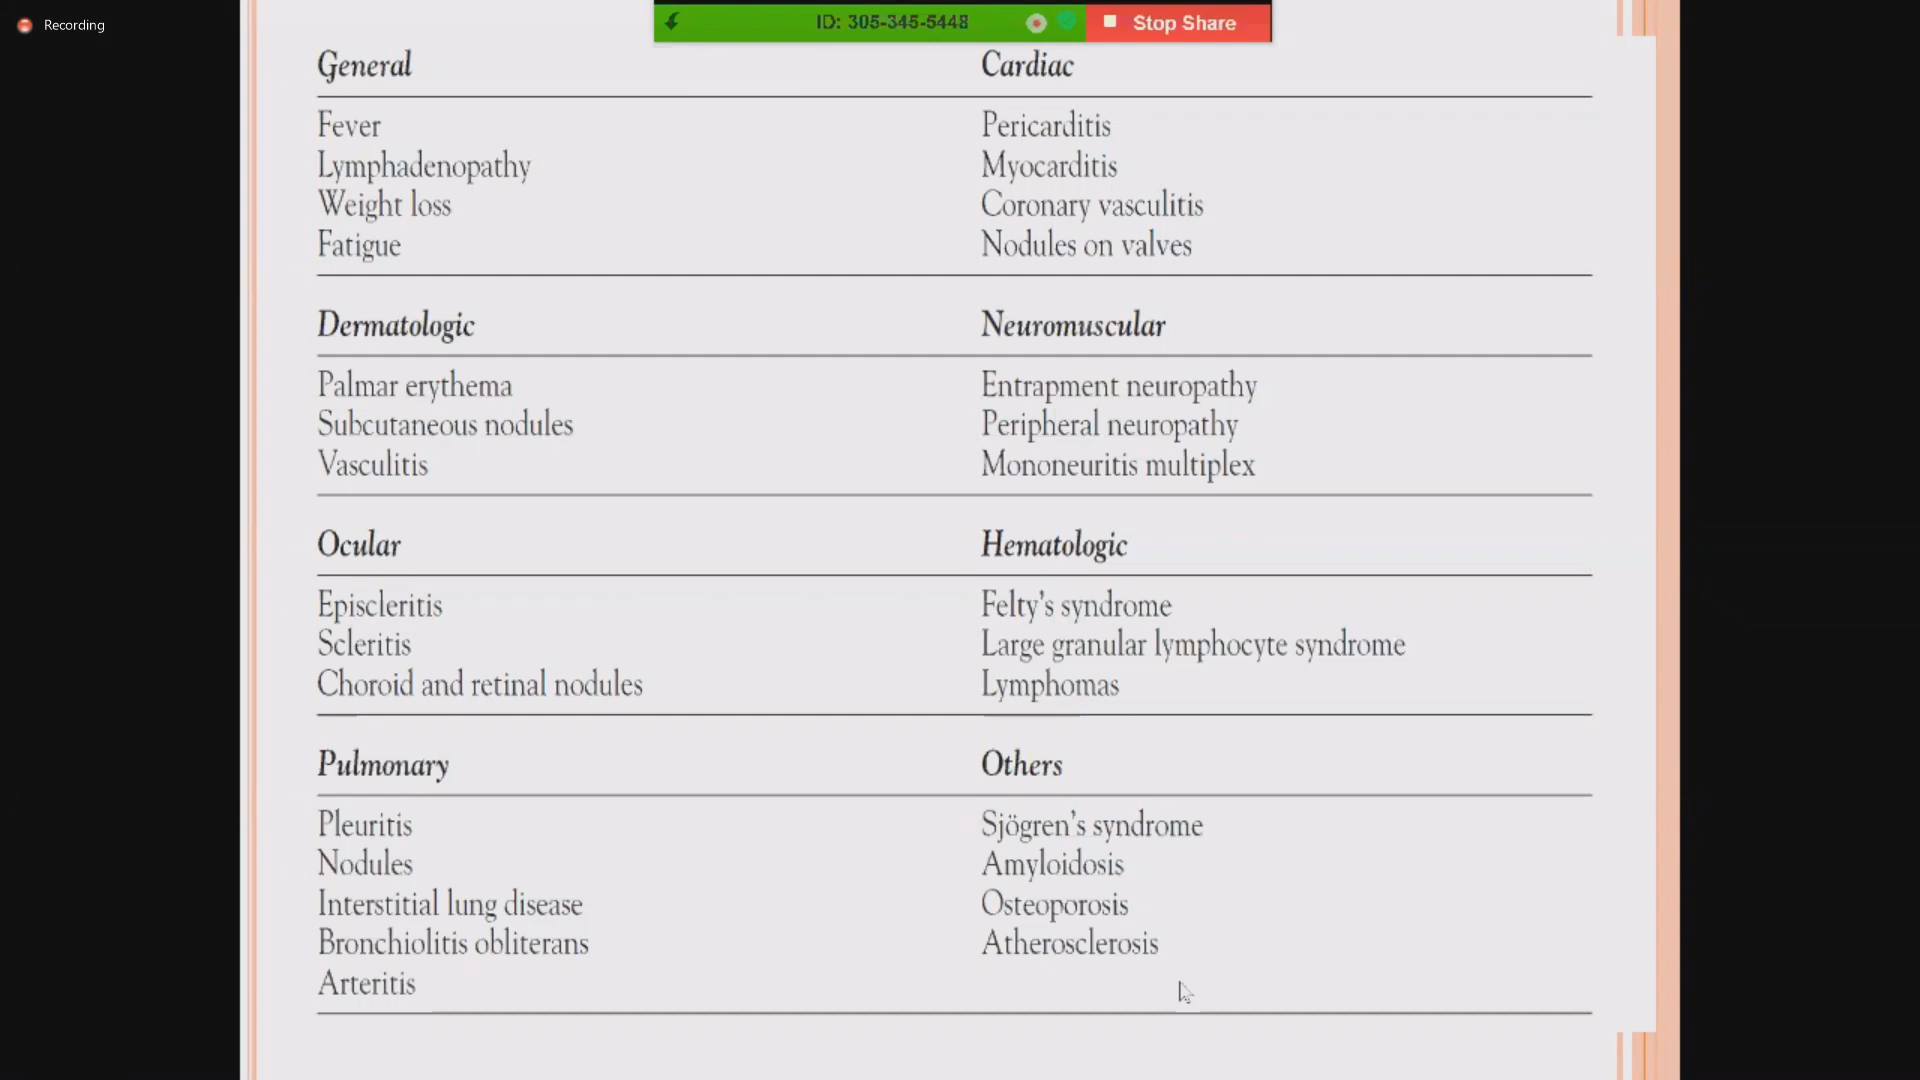 Recording
ID: 305-345-5448
Stop Share
General
Cardiac
Fever
Pericarditis
Lymphadenopathy
Myocarditis
Weight loss
Coronary vasculitis
Fatigue
Nodules on valves
Dermatologic
Neuromuscular
Palmar erythema
Entrapment neuropathy
Subcutaneous nodules
Peripheral neuropathy
Vasculitis
Mononeuritis multiplex
Ocular
Hematologic
Episcleritis
Felty's syndrome
Scleritis
Large granular lymphocyte syndrome
Choroid and retinal nodules
Lymphomas
Pulmonary
Others
Pleuritis
Sjögren's syndrome
Nodules
Amyloidosis
Interstitial lung disease
Osteoporosis
Bronchiolitis obliterans
Atherosclerosis
Arteritis